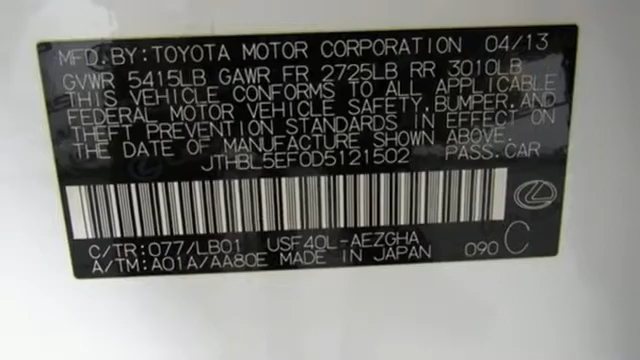 MFD.BY:TOYOTA MOTOR CORPORATION 04/13
GVWR 5415LB GAWR FR 2725LB RR 3010LB
THIS VEHICLE CONFORMS TO ALL APPLICABLE
FEDERAL MOTOR VEHICLE SAFETY,BUMPER,AND
THEFT PREVENTION STANDARDS IN EFFECT ON
THE DATE OF MANUFACTURE SHOWN ABOVE.
JTHBL5EF0D5121502 PASS.CAR
C/TR:077/LB01 USF40L-AEZGHA
A/TM:A01A/AA80E MADE IN JAPAN 090 C